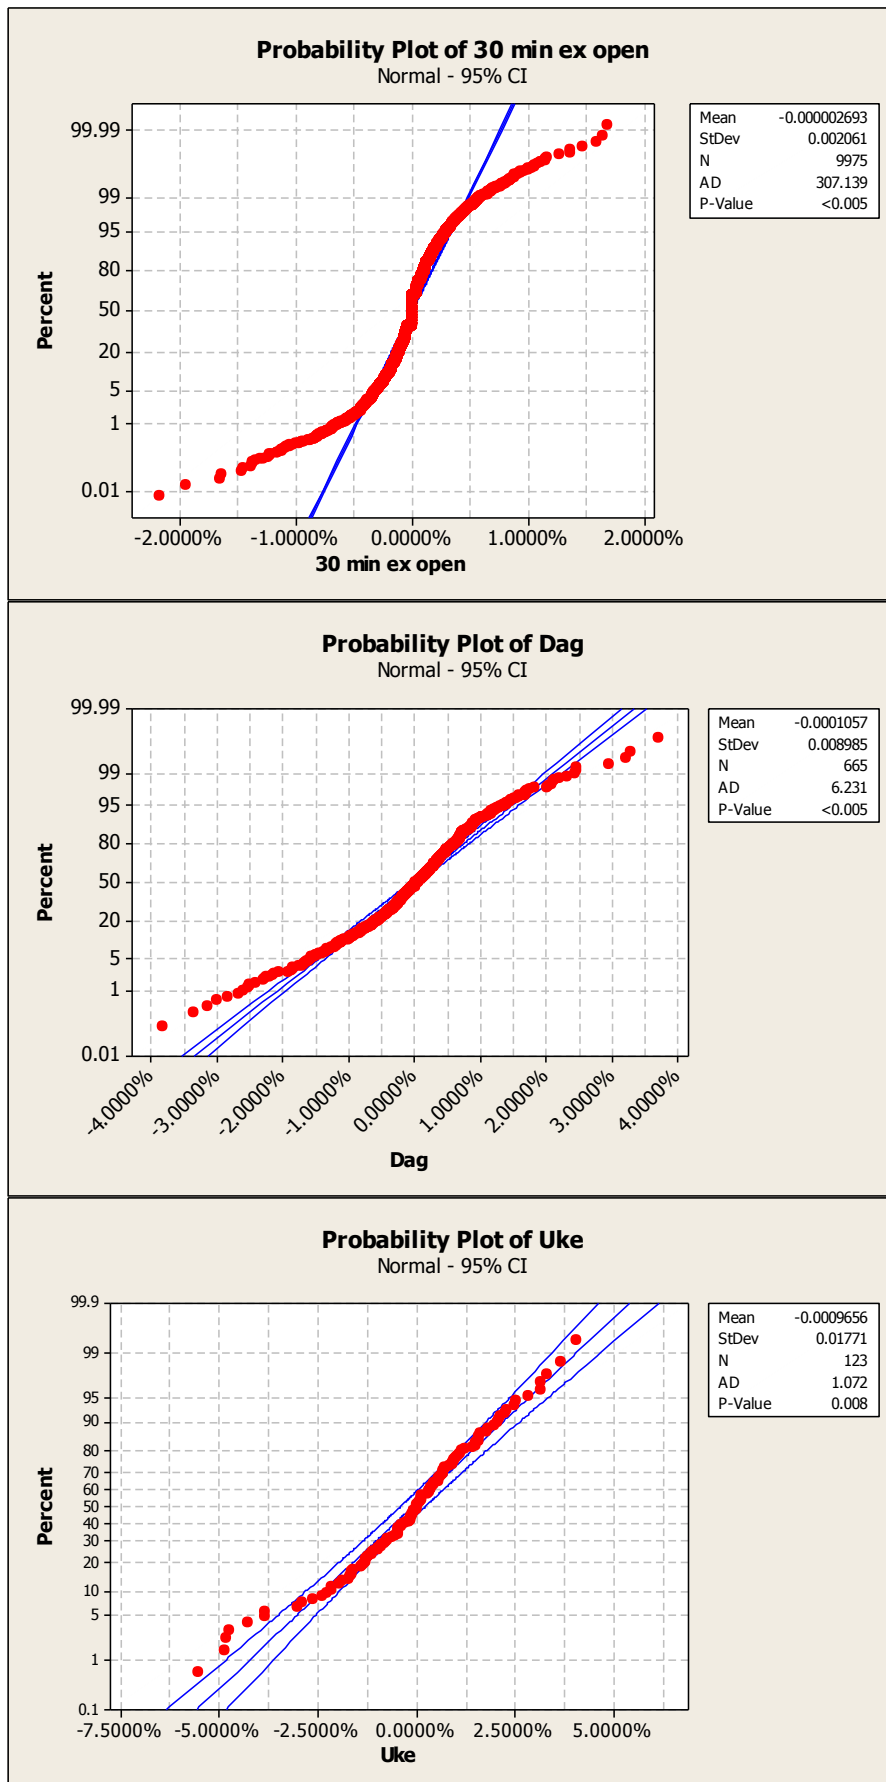 Probability Plot of 30 min ex open
Normal - 95% CI
Mean -0.000002693
StDev 0.002061
N 9975
AD 307.139
P-Value <0.005
Percent
99.99
99
95
80
50
20
5
1
0.01
-2.0000% -1.0000% 0.0000% 1.0000% 2.0000%
30 min ex open
Probability Plot of Dag
Normal - 95% CI
Mean -0.0001057
StDev 0.008985
N 665
AD 6.231
P-Value <0.005
Percent
99.99
99
95
80
50
20
5
1
0.01
-4.0000% -3.0000% -2.0000% -1.0000% 0.0000% 1.0000% 2.0000% 3.0000% 4.0000%
Dag
Probability Plot of Uke
Normal - 95% CI
Mean -0.0009656
StDev 0.01771
N 123
AD 1.072
P-Value 0.008
Percent
99.9
99
95
90
80
70
60
50
40
30
20
10
5
1
0.1
-7.5000% -5.0000% -2.5000% 0.0000% 2.5000% 5.0000%
Uke